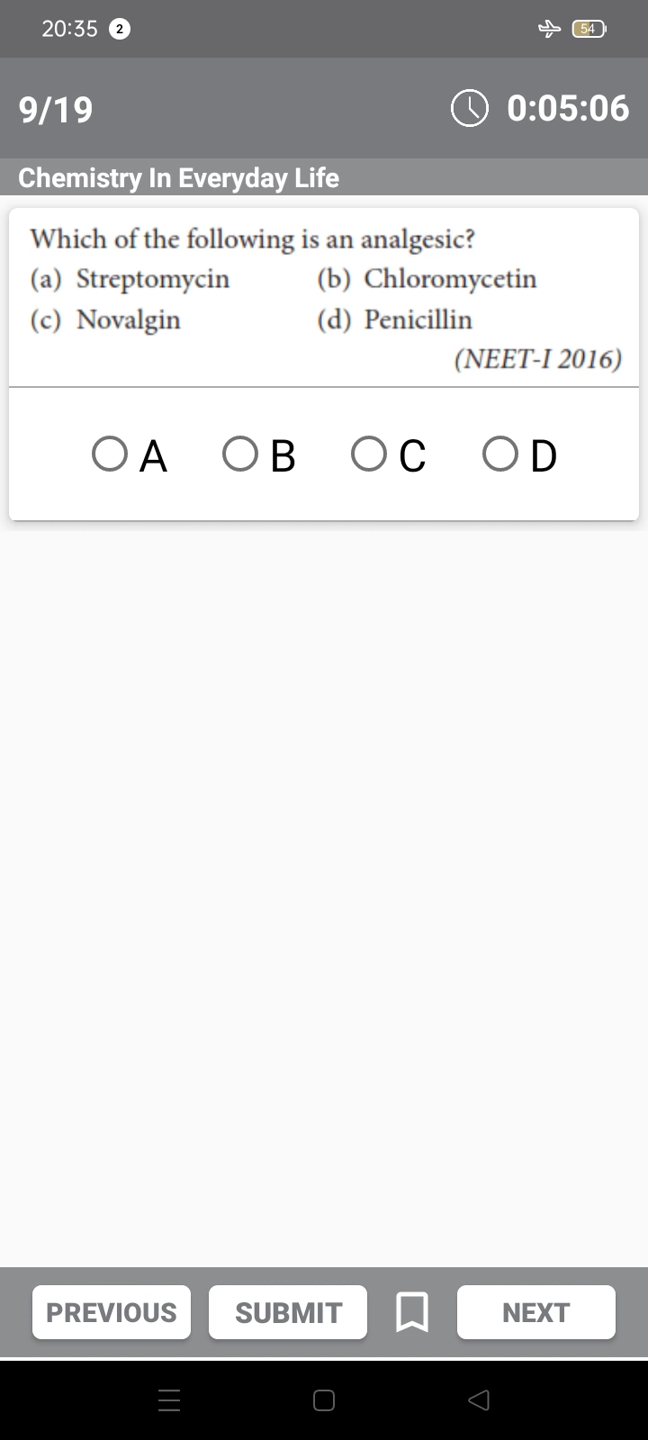 20:35 2 54
9/19 0:05:06
Chemistry In Everyday Life
Which of the following is an analgesic?
(a) Streptomycin (b) Chloromycetin
(c) Novalgin (d) Penicillin
(NEET-I 2016)
A B C D
PREVIOUS SUBMIT NEXT